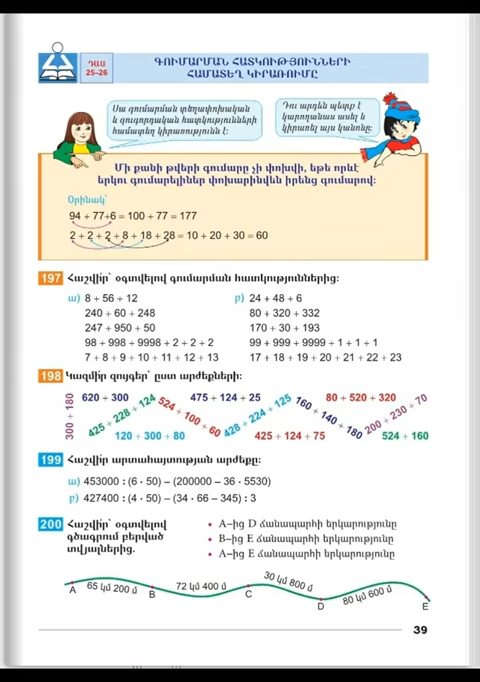 ԴԱՍ
25-26
ԳՈՒՄԱՐՄԱՆ ՀԱՏԿՈՒԹՅՈՒՆՆԵՐԻ
ՀԱՄԱՏԵՂ ԿԻՐԱՌՈՒՄԸ
Սա գումարման տեղափոխական
և զուգորդական հատկությունների
համատեղ կիրառությունն է:
Դու արդեն պետք է
կարողանաս ասել և
կիրառել այս կանոնը:
Մի քանի թվերի գումարը չի փոխվի, եթե որևէ
երկու գումարելիներ փոխարինվեն իրենց գումարով:
Օրինակ՝
94 + 77+6 = 100 + 77 = 177
2 + 2 + 2 + 8 + 18 + 28 = 10 + 20 + 30 = 60
197 Հաշվի՛ր՝ օգտվելով գումարման հատկություններից:
ա) 8 + 56 + 12
240 + 60 + 248
247 + 950 + 50
98 + 998 + 9998 + 2 + 2 + 2
7 + 8 + 9 + 10 + 11 + 12 + 13
բ) 24 + 48 + 6
80 + 320 + 332
170 + 30 + 193
99 + 999 + 9999 + 1 + 1 + 1
17 + 18 + 19 + 20 + 21 + 22 + 23
198 Կազմի՛ր զույգեր՝ ըստ արժեքների:
300 + 180
620 + 300
425 + 228 + 124
120 + 300 + 80
524 + 100 + 60
475 + 124 + 25
428 + 224 + 125
425 + 124 + 75
160 + 140 + 180
80 + 520 + 320
200 + 230 + 70
524 + 160
199 Հաշվի՛ր արտահայտության արժեքը:
ա) 453000 : (6 · 50) – (200000 – 36 · 5530)
բ) 427400 : (4 · 50) – (34 · 66 – 345) : 3
200 Հաշվի՛ր՝ օգտվելով
գծագրում բերված
տվյալներից.
• A–ից D ճանապարհի երկարությունը
• B–ից E ճանապարհի երկարությունը
• A–ից E ճանապարհի երկարությունը
A 65 կմ 200 մ B 72 կմ 400 մ C 30 կմ 800 մ D 80 կմ 600 մ E
39